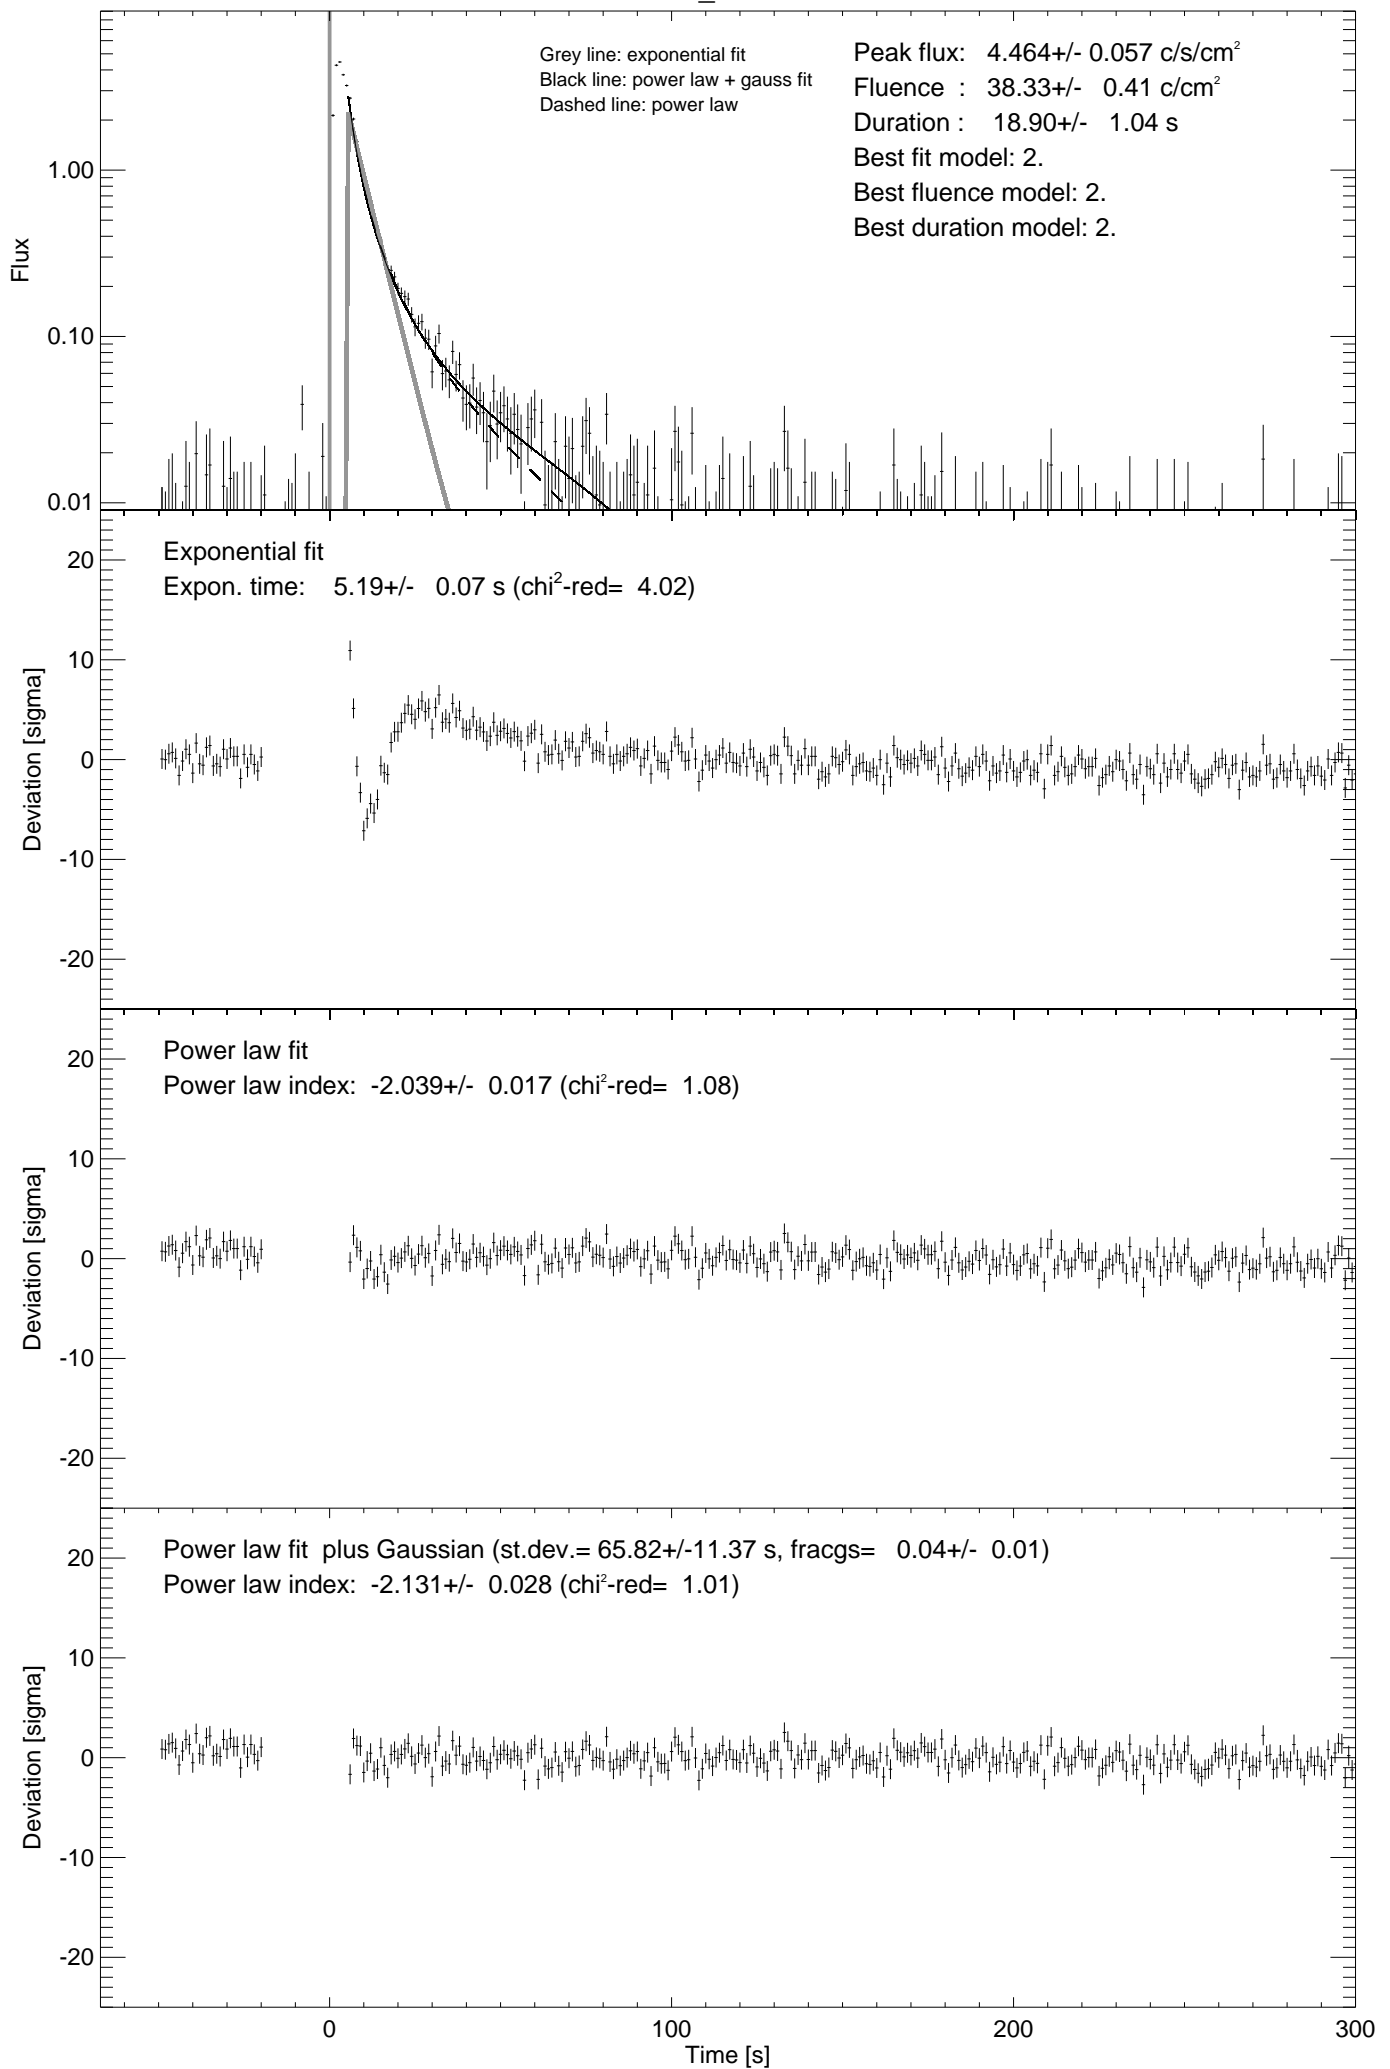 Grey line: exponential fit
Black line: power law + gauss fit
Dashed line: power law
Peak flux: 4.464+/- 0.057 c/s/cm²
Fluence : 38.33+/- 0.41 c/cm²
Duration : 18.90+/- 1.04 s
Best fit model: 2.
Best fluence model: 2.
Best duration model: 2.
Flux
1.00
0.10
0.01
Exponential fit
Expon. time: 5.19+/- 0.07 s (chi²-red= 4.02)
Deviation [sigma]
20
10
0
-10
-20
Power law fit
Power law index: -2.039+/- 0.017 (chi²-red= 1.08)
Deviation [sigma]
20
10
0
-10
-20
Power law fit plus Gaussian (st.dev.= 65.82+/-11.37 s, fracgs= 0.04+/- 0.01)
Power law index: -2.131+/- 0.028 (chi²-red= 1.01)
Deviation [sigma]
20
10
0
-10
-20
0 100 200 300
Time [s]